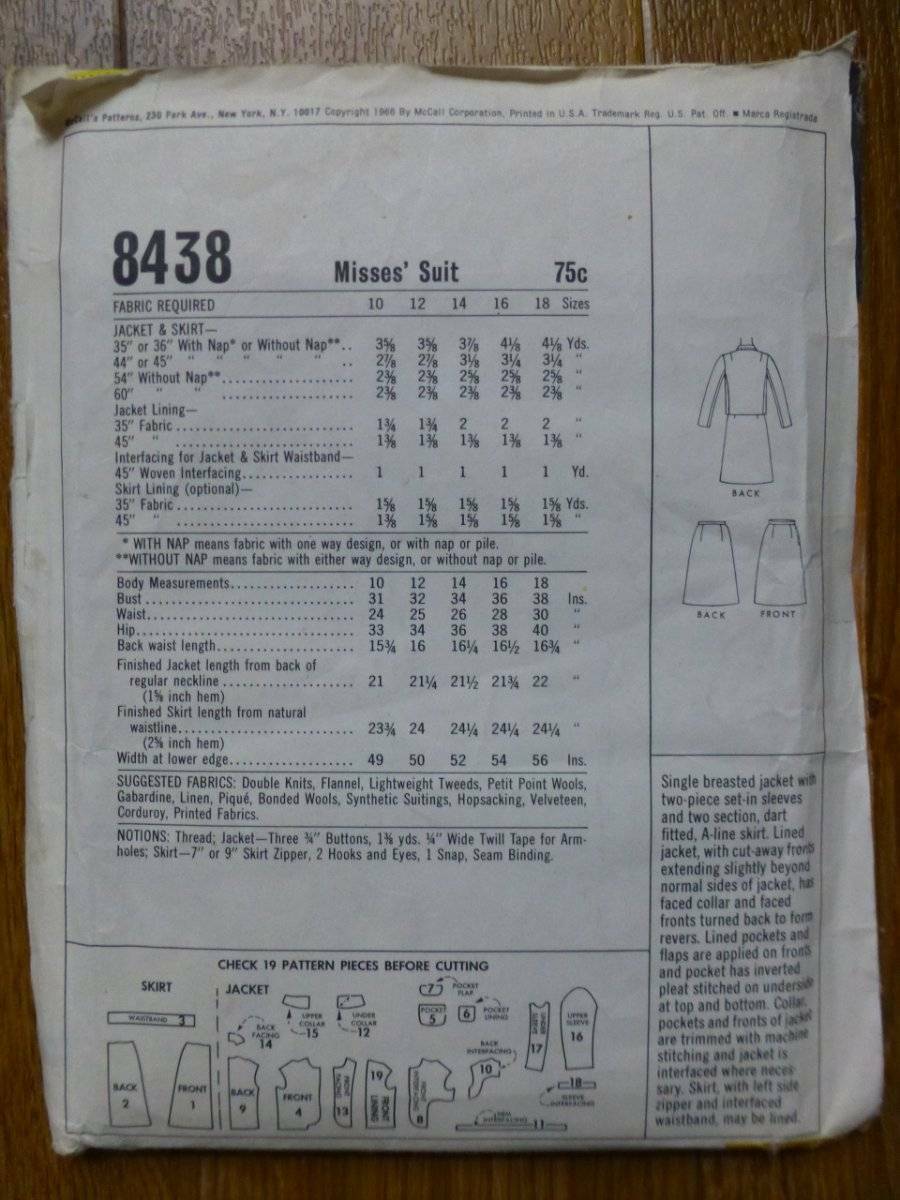 McCall's Patterns, 230 Park Ave., New York, N.Y. 10017 Copyright 1966 By McCall Corporation, Printed in U.S.A. Trademark Reg. U.S. Pat. Off. ■ Marca Registrada
8438 Misses' Suit 75c
FABRIC REQUIRED 10 12 14 16 18 Sizes
JACKET & SKIRT—
35" or 36" With Nap* or Without Nap**.. 3⅝ 3⅝ 3⅞ 4⅛ 4⅛ Yds.
44" or 45" " " " " " .. 2⅞ 2⅞ 3⅛ 3¼ 3¼ "
54" Without Nap**.................... 2⅜ 2⅜ 2⅝ 2⅝ 2⅝ "
60" " " .................... 2⅜ 2⅜ 2⅜ 2⅜ 2⅜ "
Jacket Lining—
35" Fabric........................... 1¾ 1¾ 2 2 2 "
45" " ........................... 1⅜ 1⅜ 1⅜ 1⅜ 1⅜ "
Interfacing for Jacket & Skirt Waistband—
45" Woven Interfacing................. 1 1 1 1 1 Yd.
Skirt Lining (optional)—
35" Fabric........................... 1⅝ 1⅝ 1⅝ 1⅝ 1⅝ Yds.
45" " ........................... 1⅜ 1⅝ 1⅝ 1⅝ 1⅝ "
* WITH NAP means fabric with one way design, or with nap or pile.
**WITHOUT NAP means fabric with either way design, or without nap or pile.
Body Measurements.................... 10 12 14 16 18
Bust................................. 31 32 34 36 38 Ins.
Waist................................ 24 25 26 28 30 "
Hip.................................. 33 34 36 38 40 "
Back waist length.................... 15¾ 16 16¼ 16½ 16¾ "
Finished Jacket length from back of
regular neckline.................... 21 21¼ 21½ 21¾ 22 "
(1⅝ inch hem)
Finished Skirt length from natural
waistline........................... 23¾ 24 24¼ 24¼ 24¼ "
(2⅝ inch hem)
Width at lower edge.................. 49 50 52 54 56 Ins.
SUGGESTED FABRICS: Double Knits, Flannel, Lightweight Tweeds, Petit Point Wools,
Gabardine, Linen, Piqué, Bonded Wools, Synthetic Suitings, Hopsacking, Velveteen,
Corduroy, Printed Fabrics.
NOTIONS: Thread; Jacket—Three ¾" Buttons, 1⅜ yds. ¼" Wide Twill Tape for Arm-
holes; Skirt—7" or 9" Skirt Zipper, 2 Hooks and Eyes, 1 Snap, Seam Binding.
BACK
BACK FRONT
Single breasted jacket with
two-piece set-in sleeves
and two section, dart
fitted, A-line skirt. Lined
jacket, with cut-away fronts
extending slightly beyond
normal sides of jacket, has
faced collar and faced
fronts turned back to form
revers. Lined pockets and
flaps are applied on fronts
and pocket has inverted
pleat stitched on underside
at top and bottom. Collar,
pockets and fronts of jacket
are trimmed with machine
stitching and jacket is
interfaced where neces-
sary. Skirt, with left side
zipper and interfaced
waistband, may be lined.
CHECK 19 PATTERN PIECES BEFORE CUTTING
SKIRT
WAISTBAND 3
BACK
2
FRONT
1
JACKET
BACK
FACING
14
UPPER
COLLAR
15
UNDER
COLLAR
12
7
POCKET
FLAP
POCKET
5
6
POCKET
LINING
UNDER
SLEEVE
17
UPPER
SLEEVE
16
BACK
9
FRONT
4
FRONT
FACING
13
19
FRONT
LINING
FRONT
INTERFACING
8
BACK
INTERFACING
10
18
SLEEVE
INTERFACING
HEM
INTERFACING
11